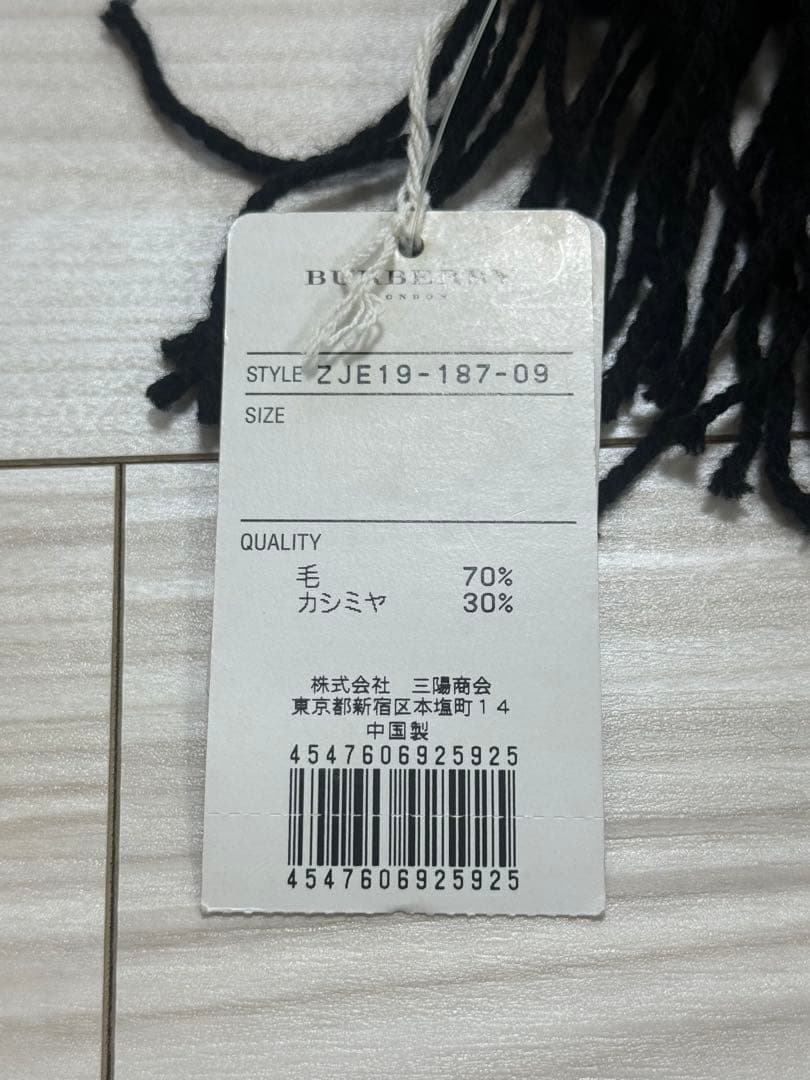 BURBERRY
LONDON
STYLE ZJE19-187-09
SIZE
QUALITY
毛 70%
カシミヤ 30%
株式会社 三陽商会
東京都新宿区本塩町14
中国製
4547606925925
4547606925925